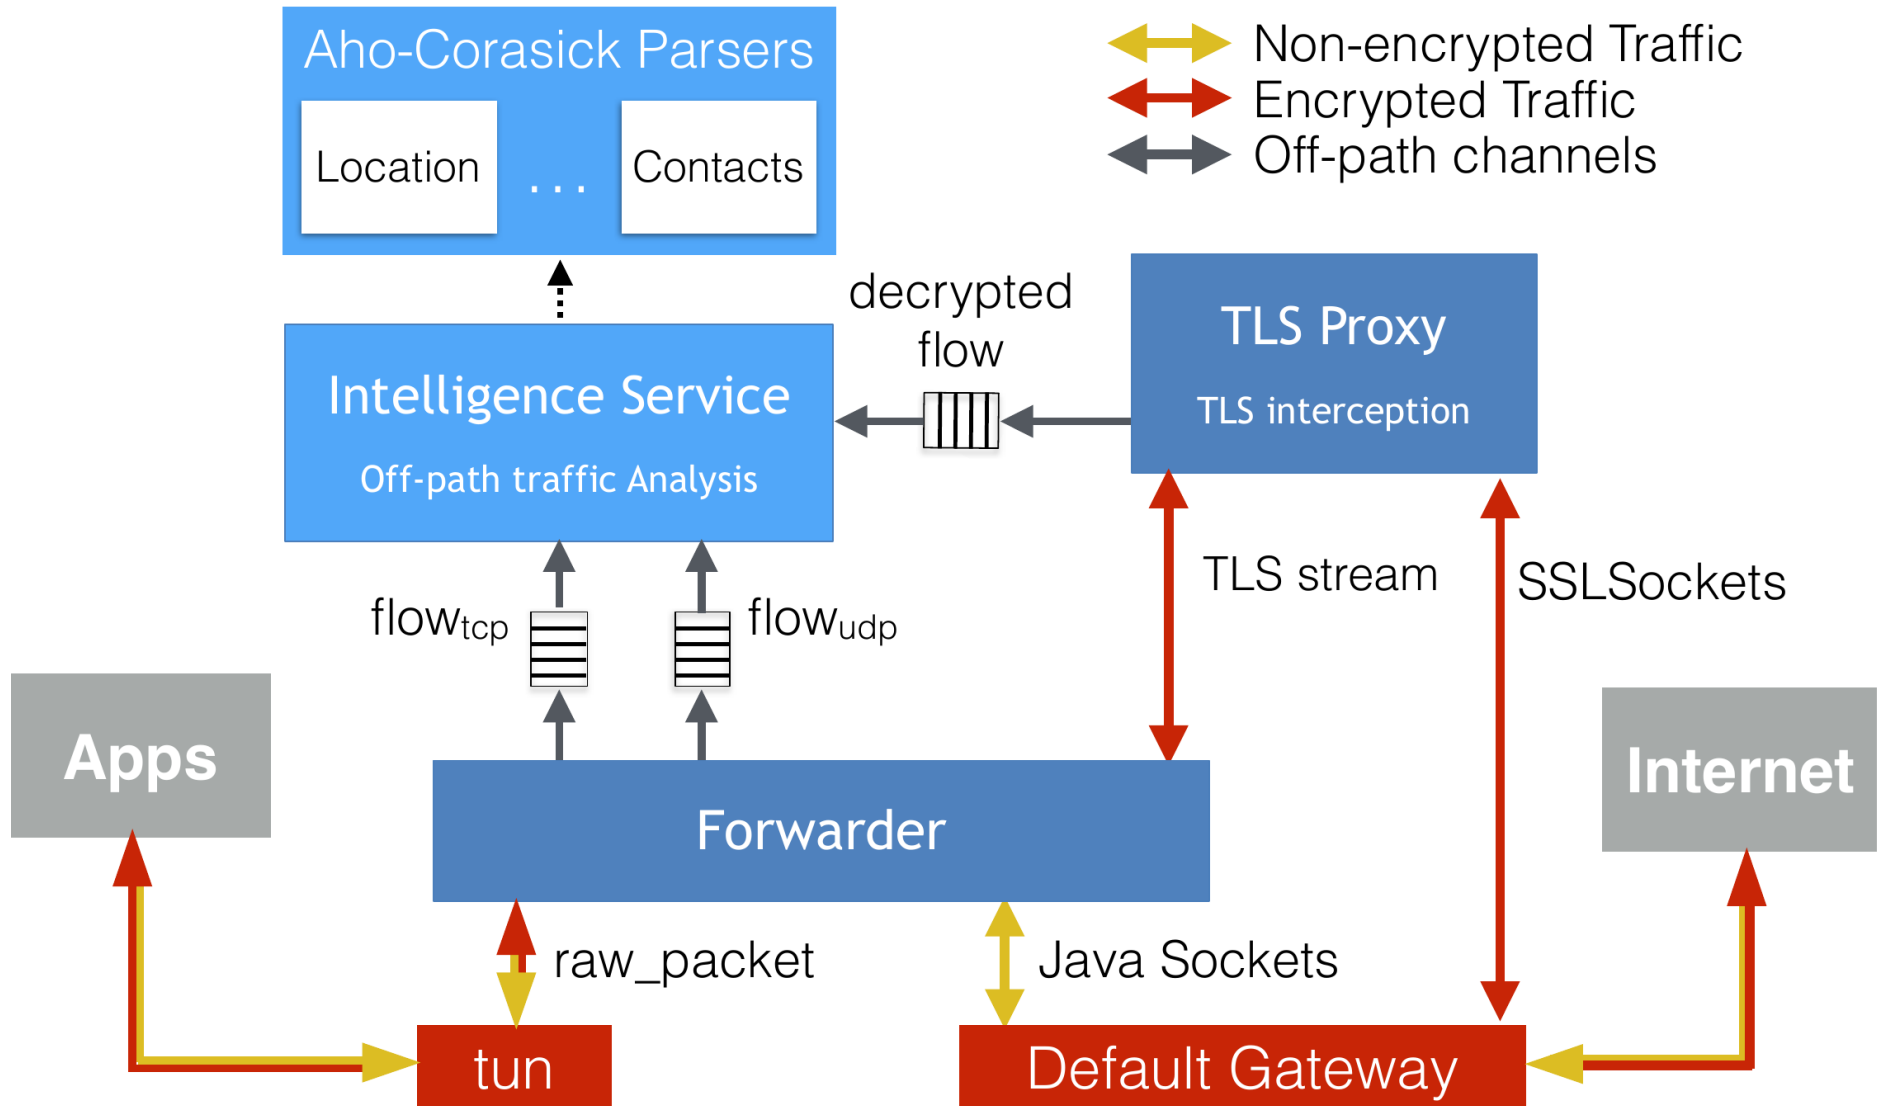 Aho-Corasick Parsers
Location
...
Contacts
Non-encrypted Traffic
Encrypted Traffic
Off-path channels
decrypted
flow
TLS Proxy
TLS interception
Intelligence Service
Off-path traffic Analysis
flowtcp
flowudp
TLS stream
SSLSockets
Apps
Internet
Forwarder
raw_packet
Java Sockets
tun
Default Gateway